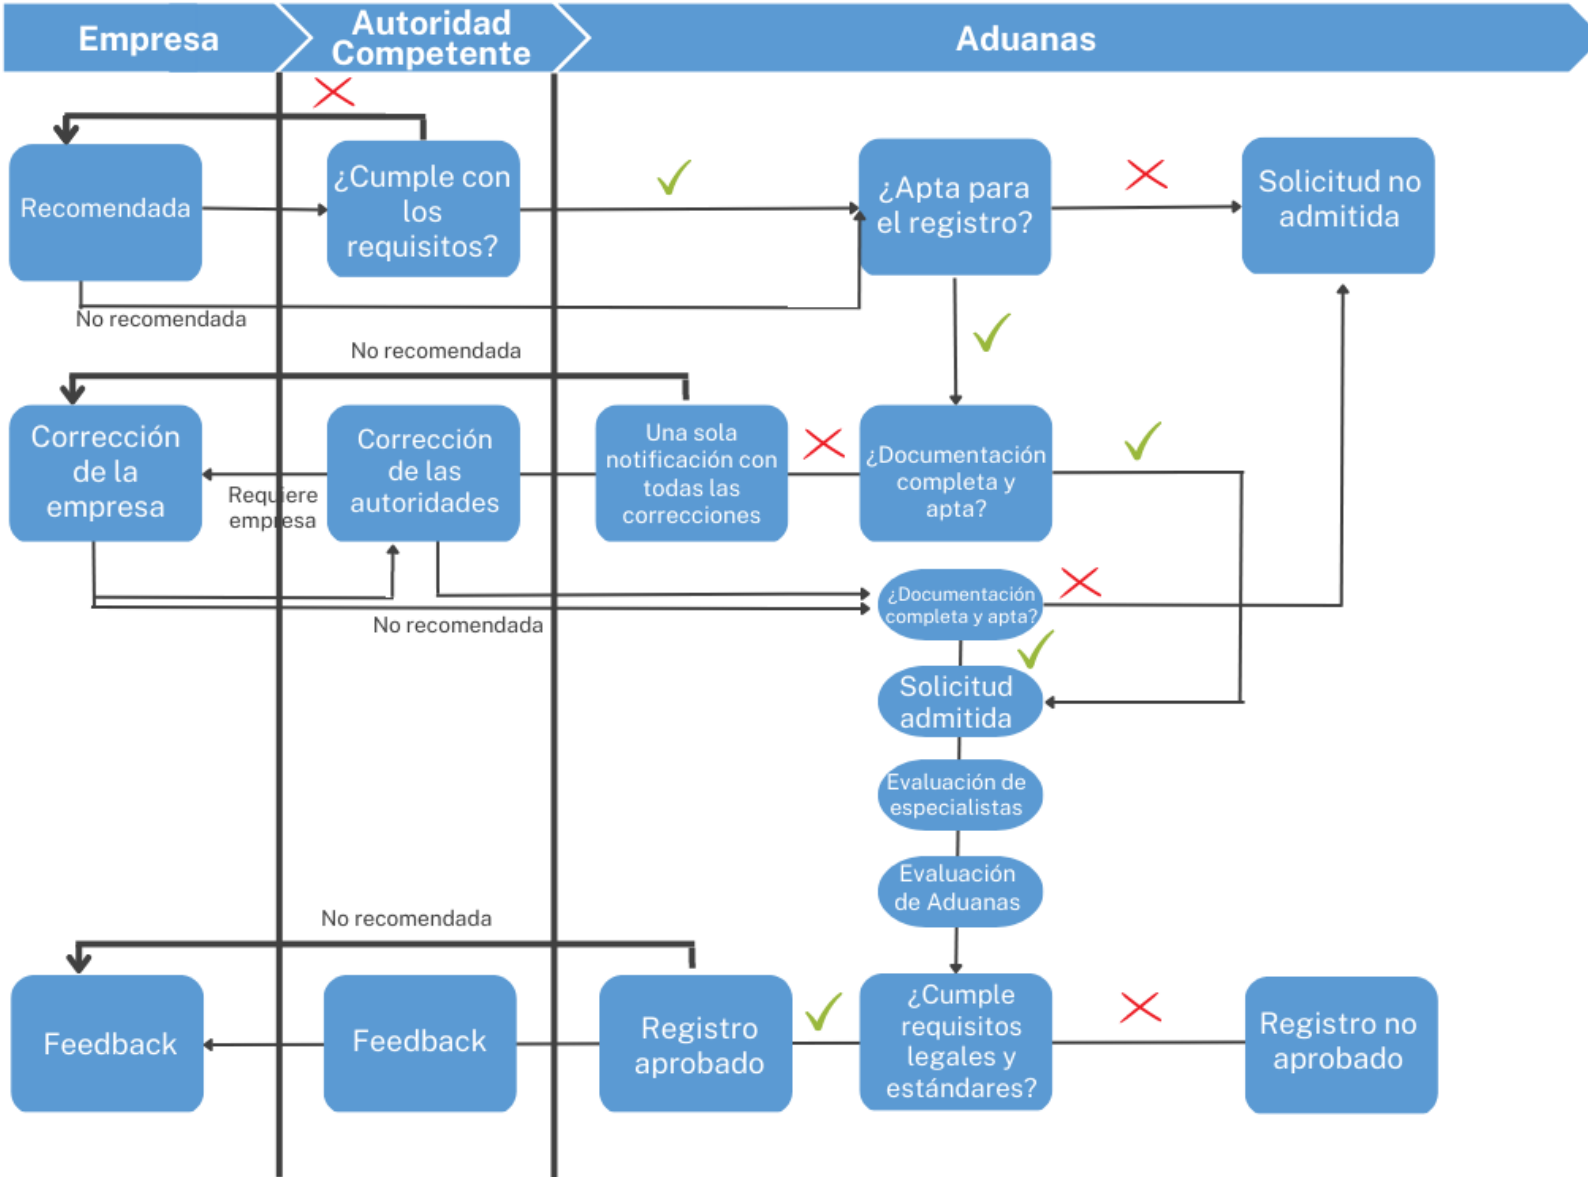 Empresa
Autoridad
Competente
Aduanas
Recomendada
¿Cumple con
los
requisitos?
¿Apta para
el registro?
Solicitud no
admitida
No recomendada
No recomendada
Corrección
de la
empresa
Requiere
empresa
Corrección
de las
autoridades
Una sola
notificación con
todas las
correcciones
¿Documentación
completa y
apta?
¿Documentación
completa y apta?
No recomendada
Solicitud
admitida
Evaluación de
especialistas
Evaluación
de Aduanas
No recomendada
Feedback
Feedback
Registro
aprobado
¿Cumple
requisitos
legales y
estándares?
Registro no
aprobado